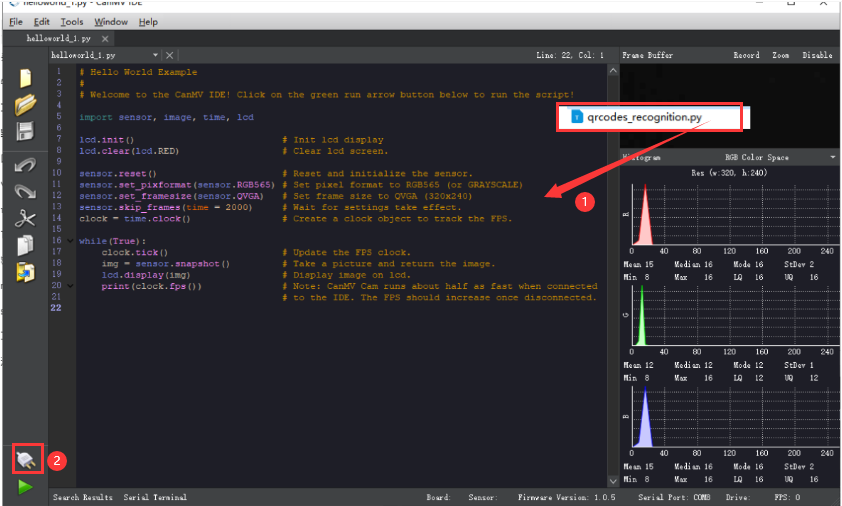 helloworld_1.py - CanMV IDE
File Edit Tools Window Help
helloworld_1.py
helloworld_1.py Line: 22, Col: 1 Frame Buffer Record Zoom Disable
1 # Hello World Example
2 #
3 # Welcome to the CanMV IDE! Click on the green run arrow button below to run the script!
4
5 import sensor, image, time, lcd
6
7 lcd.init() # Init lcd display
8 lcd.clear(lcd.RED) # Clear lcd screen.
9
10 sensor.reset() # Reset and initialize the sensor.
11 sensor.set_pixformat(sensor.RGB565) # Set pixel format to RGB565 (or GRAYSCALE)
12 sensor.set_framesize(sensor.QVGA) # Set frame size to QVGA (320x240)
13 sensor.skip_frames(time = 2000) # Wait for settings take effect.
14 clock = time.clock() # Create a clock object to track the FPS.
15
16 while(True):
17 clock.tick() # Update the FPS clock.
18 img = sensor.snapshot() # Take a picture and return the image.
19 lcd.display(img) # Display image on lcd.
20 print(clock.fps()) # Note: CanMV Cam runs about half as fast when connected
21 # to the IDE. The FPS should increase once disconnected.
22
qrcodes_recognition.py
1
2
Histogram RGB Color Space
Res (w:320, h:240)
R
0 40 80 120 160 200 240
Mean 15 Median 16 Mode 16 StDev 2
Min 8 Max 16 LQ 16 UQ 16
G
0 40 80 120 160 200 240
Mean 12 Median 12 Mode 12 StDev 1
Min 8 Max 16 LQ 12 UQ 12
B
0 40 80 120 160 200 240
Mean 15 Median 16 Mode 16 StDev 2
Min 8 Max 16 LQ 16 UQ 16
Search Results Serial Terminal Board: Sensor: Firmware Version: 1.0.5 Serial Port: COM8 Drive: FPS: 0